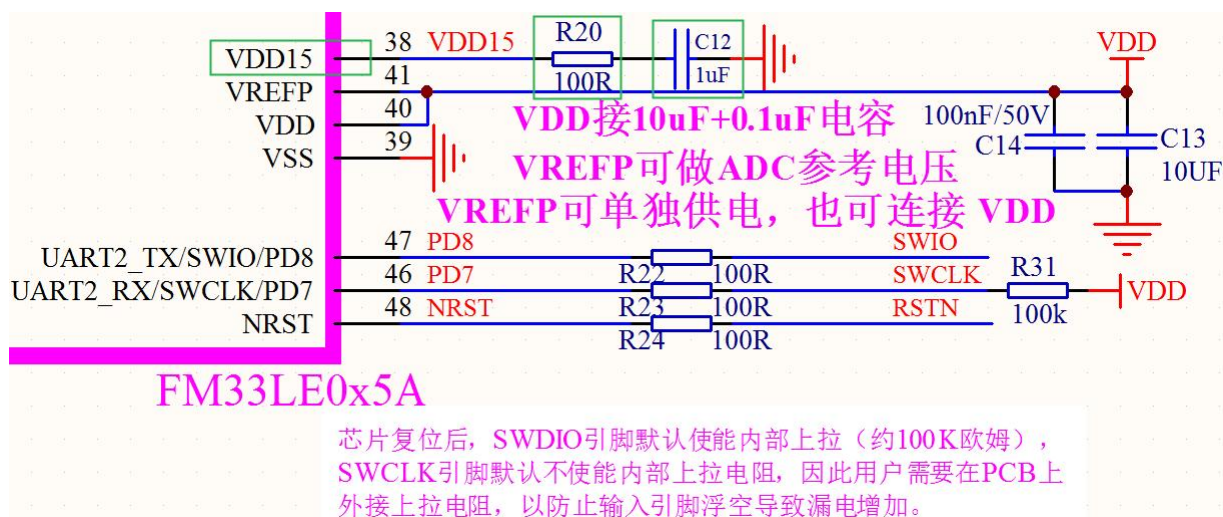 VDD15 38 VDD15 R20 100R C12 1uF VDD
VREFP 41
VDD 40 VDD接10uF+0.1uF电容 100nF/50V C14 C13 10UF
VSS 39 VREFP可做ADC参考电压
VREFP可单独供电，也可连接 VDD
UART2_TX/SWIO/PD8 47 PD8 R22 100R SWIO
UART2_RX/SWCLK/PD7 46 PD7 R23 100R SWCLK R31 100k VDD
NRST 48 NRST R24 100R RSTN
FM33LE0x5A
芯片复位后，SWDIO引脚默认使能内部上拉（约100K欧姆），
SWCLK引脚默认不使能内部上拉电阻，因此用户需要在PCB上
外接上拉电阻，以防止输入引脚浮空导致漏电增加。